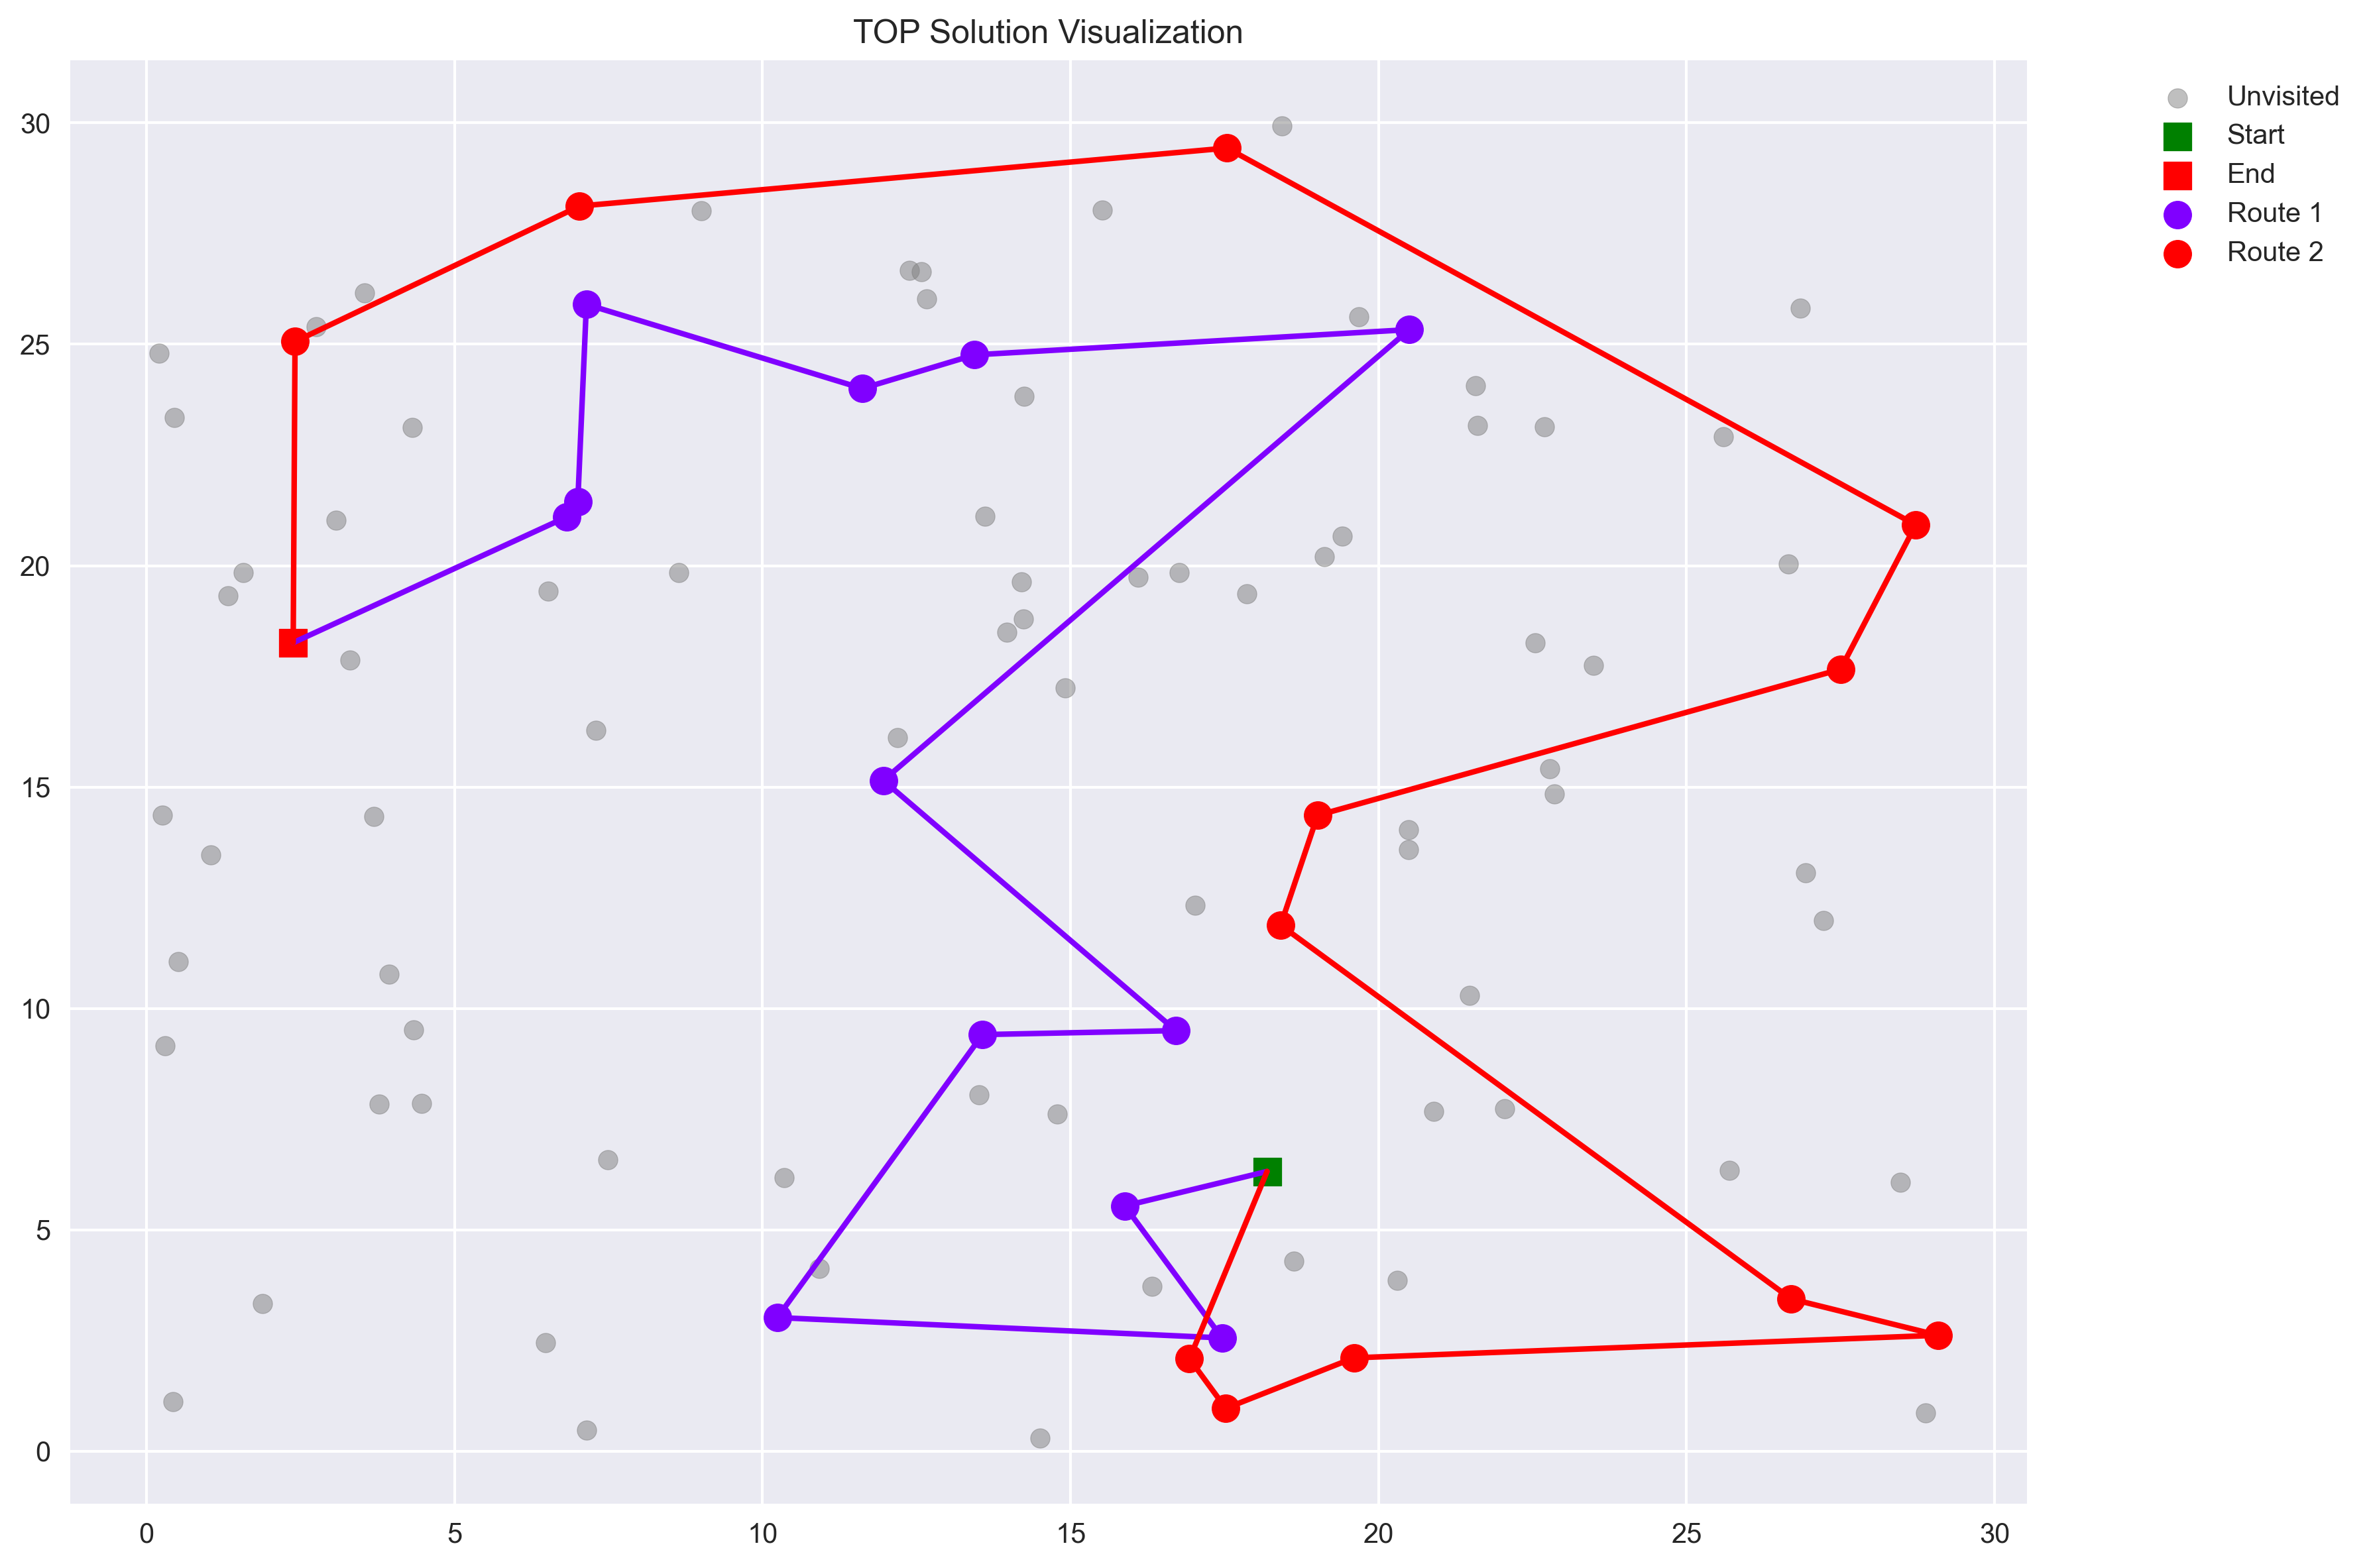 TOP Solution Visualization
Unvisited
Start
End
Route 1
Route 2
30
25
20
15
10
5
0
0 5 10 15 20 25 30